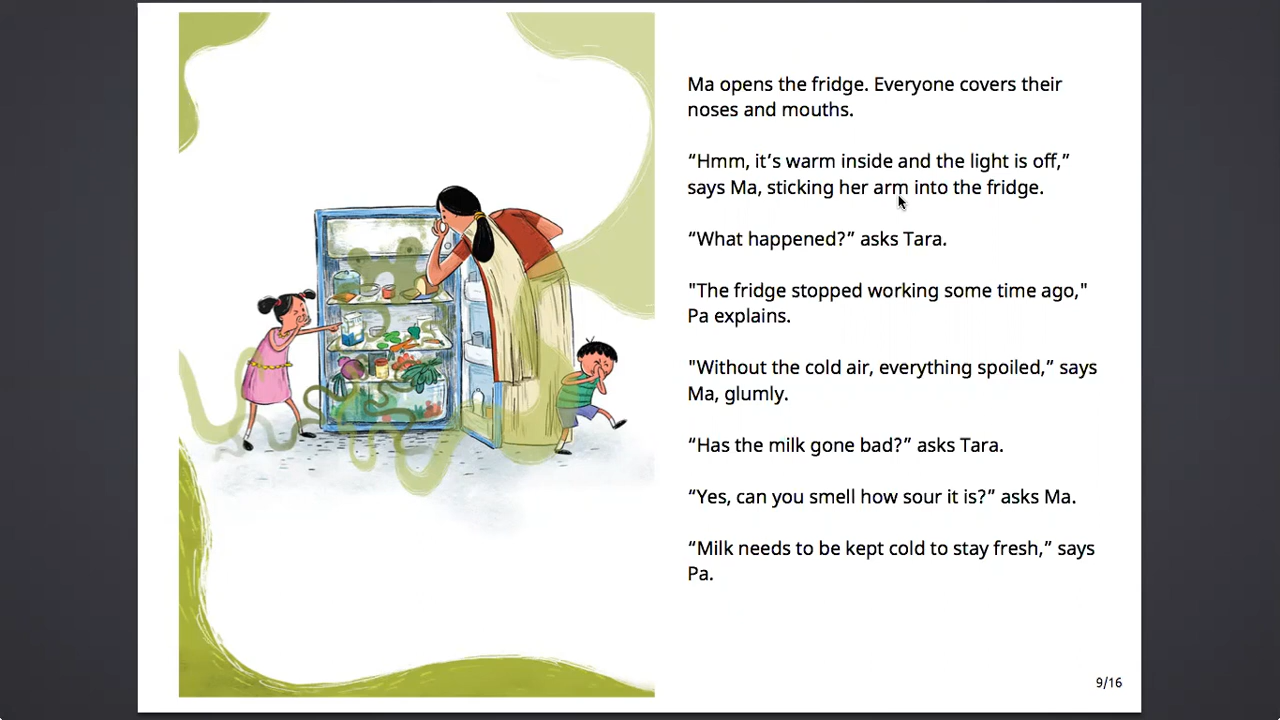 Ma opens the fridge. Everyone covers their
noses and mouths.
“Hmm, it’s warm inside and the light is off,”
says Ma, sticking her arm into the fridge.
“What happened?” asks Tara.
"The fridge stopped working some time ago,"
Pa explains.
"Without the cold air, everything spoiled,” says
Ma, glumly.
“Has the milk gone bad?” asks Tara.
“Yes, can you smell how sour it is?” asks Ma.
“Milk needs to be kept cold to stay fresh,” says
Pa.
9/16